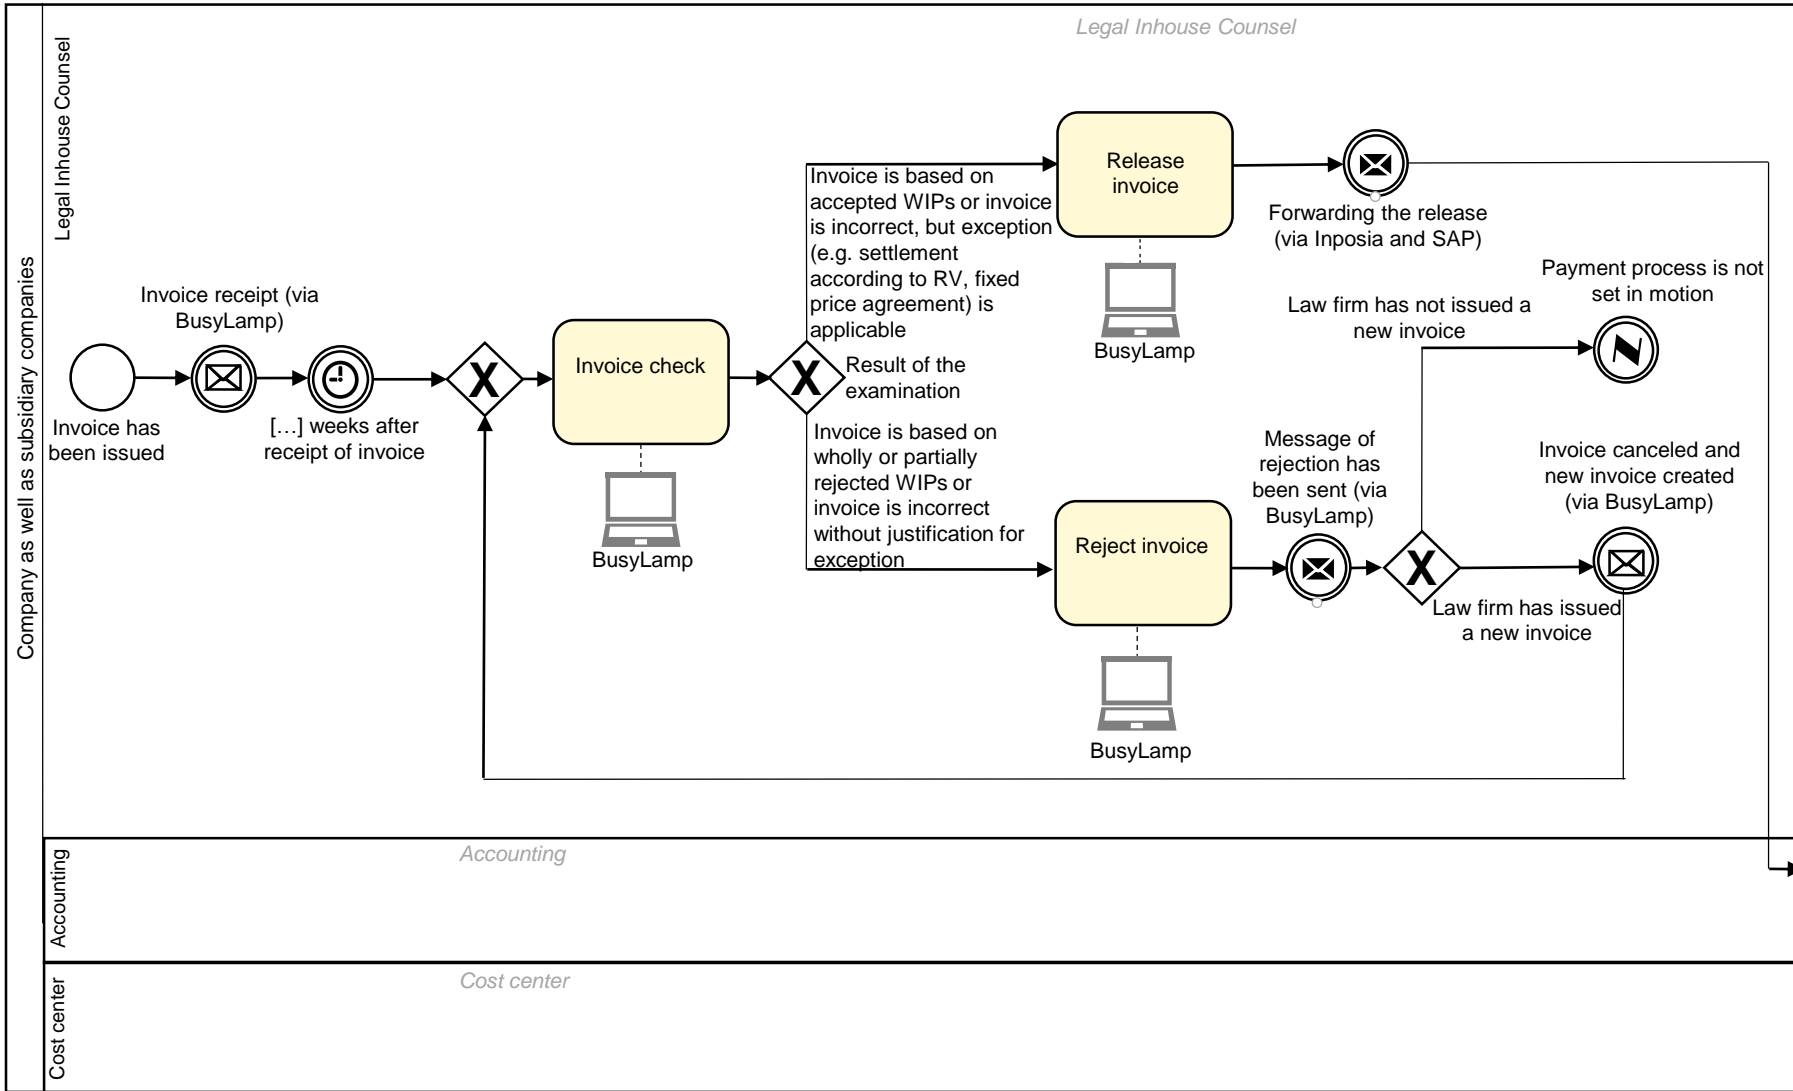 Legal Inhouse Counsel
Company as well as subsidiary companies
Legal Inhouse Counsel
Invoice has
been issued
Invoice receipt (via
BusyLamp)
[…] weeks after
receipt of invoice
X
Invoice check
BusyLamp
X
Invoice is based on
accepted WIPs or invoice
is incorrect, but exception
(e.g. settlement
according to RV, fixed
price agreement) is
applicable
Result of the
examination
Invoice is based on
wholly or partially
rejected WIPs or
invoice is incorrect
without justification for
exception
Release
invoice
BusyLamp
Forwarding the release
(via Inposia and SAP)
Reject invoice
BusyLamp
Message of
rejection has
been sent (via
BusyLamp)
X
Law firm has not issued a
new invoice
Payment process is not
set in motion
Law firm has issued
a new invoice
Invoice canceled and
new invoice created
(via BusyLamp)
Accounting
Accounting
Cost center
Cost center